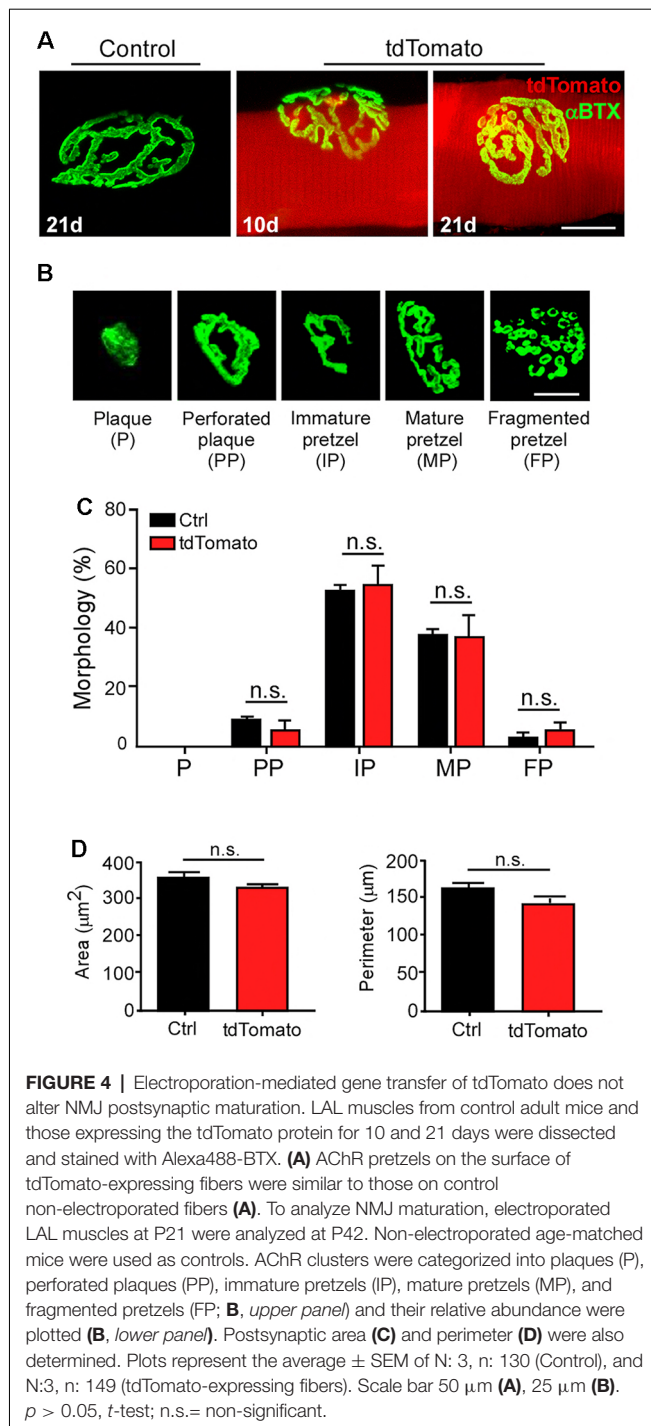 A
Control
tdTomato
tdTomato
αBTX
21d
10d
21d
B
Plaque
(P)
Perforated
plaque
(PP)
Immature
pretzel
(IP)
Mature
pretzel
(MP)
Fragmented
pretzel
(FP)
C
80
60
40
20
0
Morphology (%)
Ctrl
tdTomato
n.s.
n.s.
n.s.
n.s.
P
PP
IP
MP
FP
D
400
300
200
100
0
Area (µm²)
n.s.
Ctrl
tdTomato
200
150
100
50
0
Perimeter (µm)
n.s.
Ctrl
tdTomato
FIGURE 4 | Electroporation-mediated gene transfer of tdTomato does not
alter NMJ postsynaptic maturation. LAL muscles from control adult mice and
those expressing the tdTomato protein for 10 and 21 days were dissected
and stained with Alexa488-BTX. (A) AChR pretzels on the surface of
tdTomato-expressing fibers were similar to those on control
non-electroporated fibers (A). To analyze NMJ maturation, electroporated
LAL muscles at P21 were analyzed at P42. Non-electroporated age-matched
mice were used as controls. AChR clusters were categorized into plaques (P),
perforated plaques (PP), immature pretzels (IP), mature pretzels (MP), and
fragmented pretzels (FP; B, upper panel) and their relative abundance were
plotted (B, lower panel). Postsynaptic area (C) and perimeter (D) were also
determined. Plots represent the average ± SEM of N: 3, n: 130 (Control), and
N:3, n: 149 (tdTomato-expressing fibers). Scale bar 50 µm (A), 25 µm (B).
p > 0.05, t-test; n.s.= non-significant.